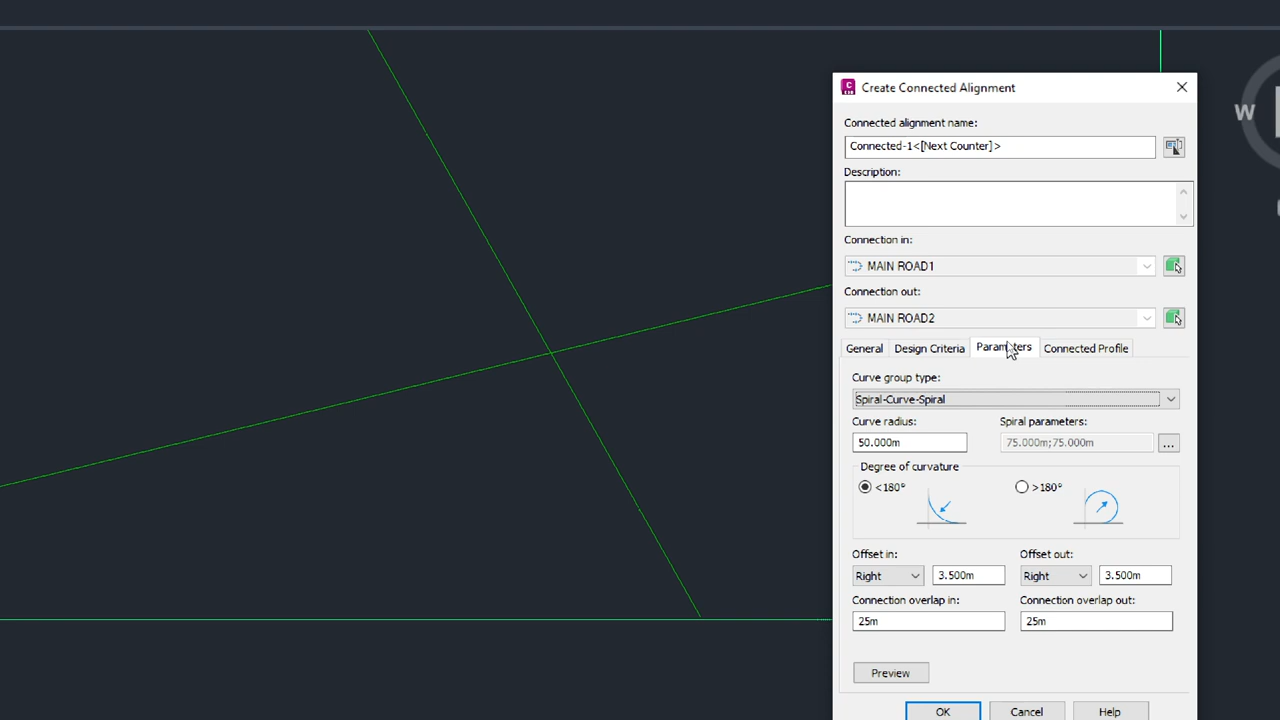 Create Connected Alignment
W
Connected alignment name:
Connected-1<[Next Counter]>
Description:
Connection in:
MAIN ROAD1
Connection out:
MAIN ROAD2
General Design Criteria Parameters Connected Profile
Curve group type:
Spiral-Curve-Spiral
Curve radius: Spiral parameters:
50.000m 75.000m;75.000m ...
Degree of curvature
<180° >180°
Offset in: Offset out:
Right 3.500m Right 3.500m
Connection overlap in: Connection overlap out:
25m 25m
Preview
OK Cancel Help